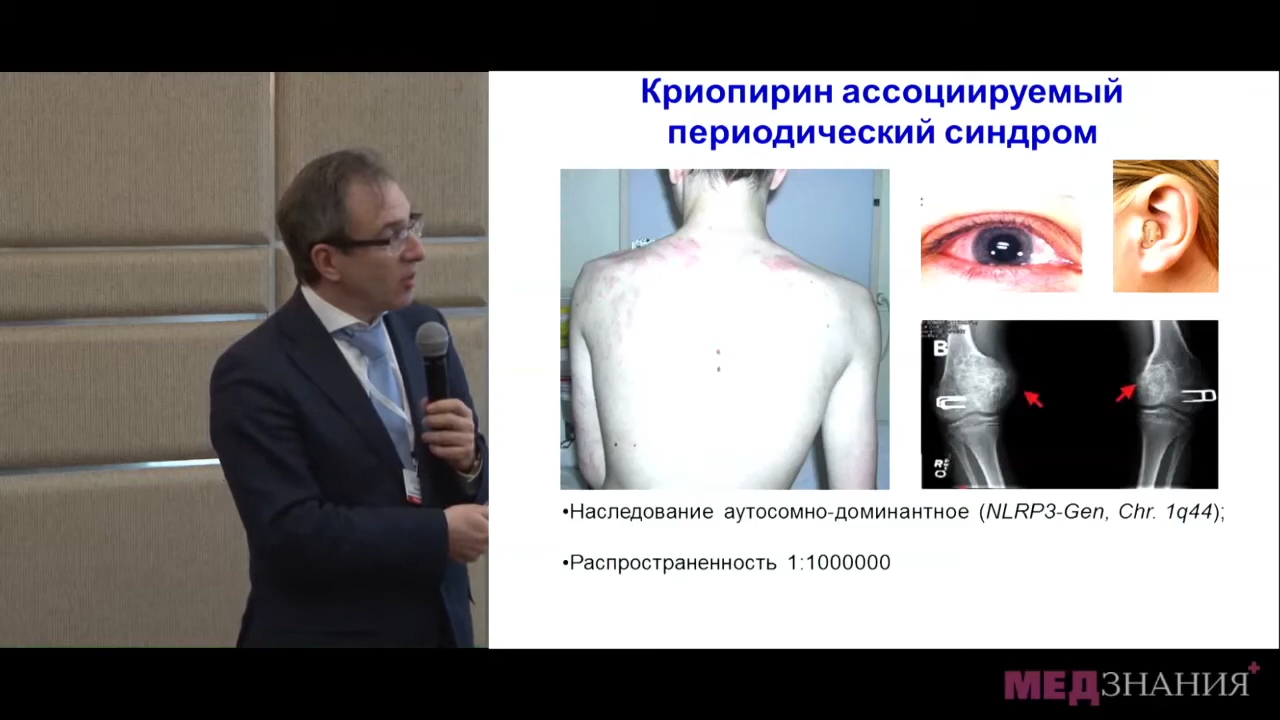 Криопирин ассоциируемый
периодический синдром
:
B
•Наследование аутосомно-доминантное (NLRP3-Gen, Chr. 1q44);
•Распространенность 1:1000000
МЕДЗНАНИЯ+